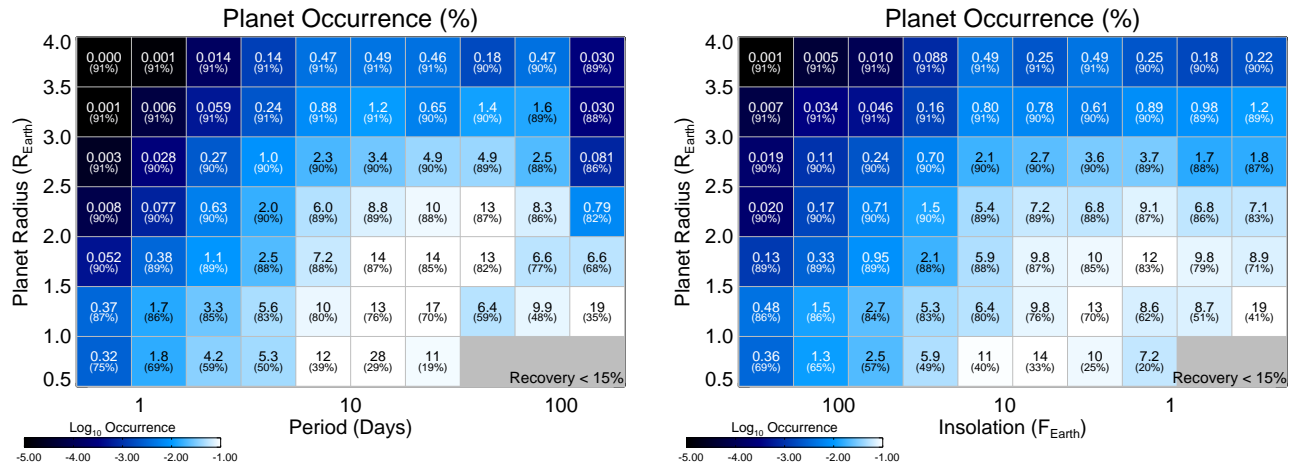 Planet Occurrence (%)
4.0
0.000 0.001 0.014 0.14 0.47 0.49 0.46 0.18 0.47 0.030
(91%) (91%) (91%) (91%) (91%) (91%) (91%) (90%) (90%) (89%)
3.5
0.001 0.006 0.059 0.24 0.88 1.2 0.65 1.4 1.6 0.030
(91%) (91%) (91%) (91%) (91%) (91%) (90%) (90%) (89%) (88%)
3.0
0.003 0.028 0.27 1.0 2.3 3.4 4.9 4.9 2.5 0.081
(91%) (90%) (90%) (90%) (90%) (90%) (90%) (89%) (88%) (86%)
2.5
0.008 0.077 0.63 2.0 6.0 8.8 10 13 8.3 0.79
(90%) (90%) (90%) (90%) (89%) (89%) (88%) (87%) (86%) (82%)
2.0
0.052 0.38 1.1 2.5 7.2 14 14 13 6.6 6.6
(90%) (89%) (89%) (88%) (88%) (87%) (85%) (82%) (77%) (68%)
1.5
0.37 1.7 3.3 5.6 10 13 17 6.4 9.9 19
(87%) (86%) (85%) (83%) (80%) (76%) (70%) (59%) (48%) (35%)
1.0
0.32 1.8 4.2 5.3 12 28 11
(75%) (69%) (59%) (50%) (39%) (29%) (19%)
Recovery < 15%
0.5
Planet Radius (R_Earth)
1 10 100
Period (Days)
Log10 Occurrence
-5.00 -4.00 -3.00 -2.00 -1.00
Planet Occurrence (%)
4.0
0.001 0.005 0.010 0.088 0.49 0.25 0.49 0.25 0.18 0.22
(91%) (91%) (91%) (91%) (91%) (91%) (91%) (90%) (90%) (90%)
3.5
0.007 0.034 0.046 0.16 0.80 0.78 0.61 0.89 0.98 1.2
(91%) (91%) (91%) (91%) (91%) (91%) (90%) (90%) (89%) (89%)
3.0
0.019 0.11 0.24 0.70 2.1 2.7 3.6 3.7 1.7 1.8
(90%) (90%) (90%) (90%) (90%) (90%) (90%) (89%) (88%) (87%)
2.5
0.020 0.17 0.71 1.5 5.4 7.2 6.8 9.1 6.8 7.1
(90%) (90%) (90%) (90%) (89%) (89%) (88%) (87%) (86%) (83%)
2.0
0.13 0.33 0.95 2.1 5.9 9.8 10 12 9.8 8.9
(89%) (89%) (89%) (88%) (88%) (87%) (85%) (83%) (79%) (71%)
1.5
0.48 1.5 2.7 5.3 6.4 9.8 13 8.6 8.7 19
(86%) (86%) (84%) (83%) (80%) (76%) (70%) (62%) (51%) (41%)
1.0
0.36 1.3 2.5 5.9 11 14 10 7.2
(69%) (65%) (57%) (49%) (40%) (33%) (25%) (20%)
Recovery < 15%
0.5
Planet Radius (R_Earth)
100 10 1
Insolation (F_Earth)
Log10 Occurrence
-5.00 -4.00 -3.00 -2.00 -1.00